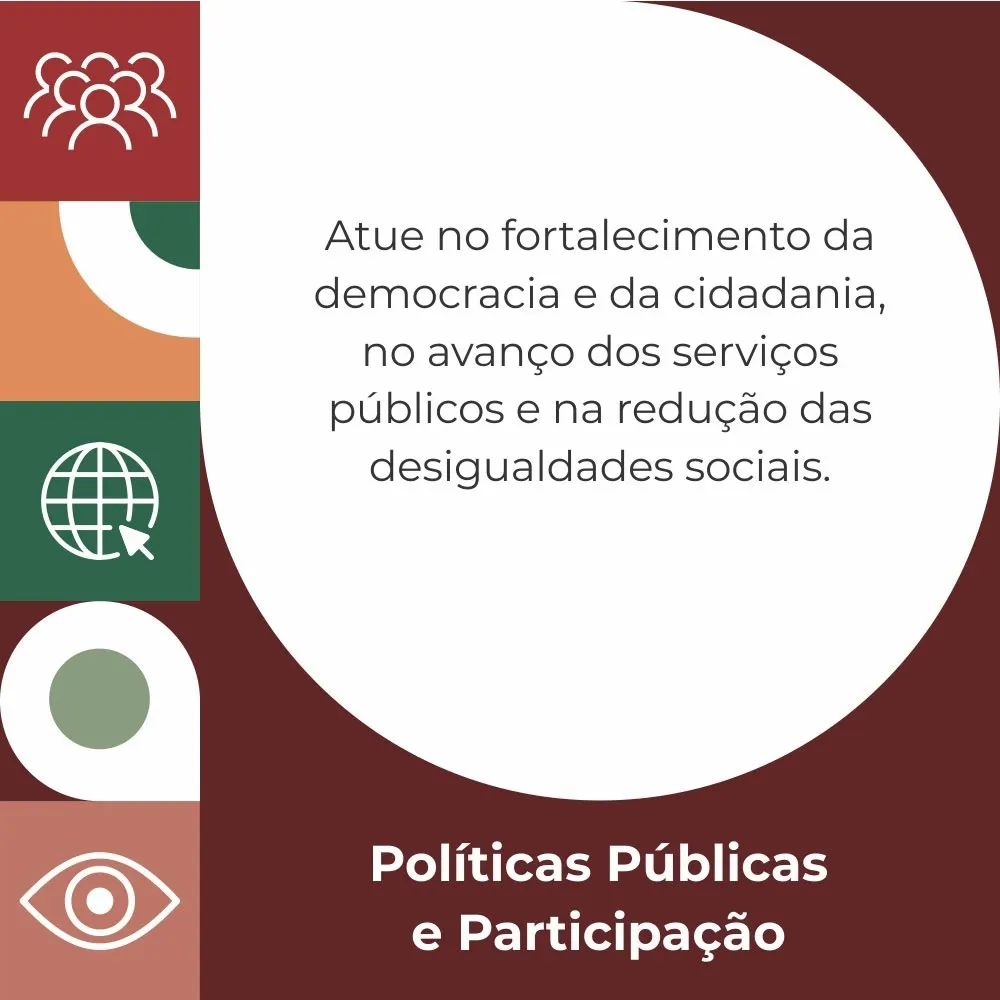 Atue no fortalecimento da
democracia e da cidadania,
no avanço dos serviços
públicos e na redução das
desigualdades sociais.
Políticas Públicas
e Participação